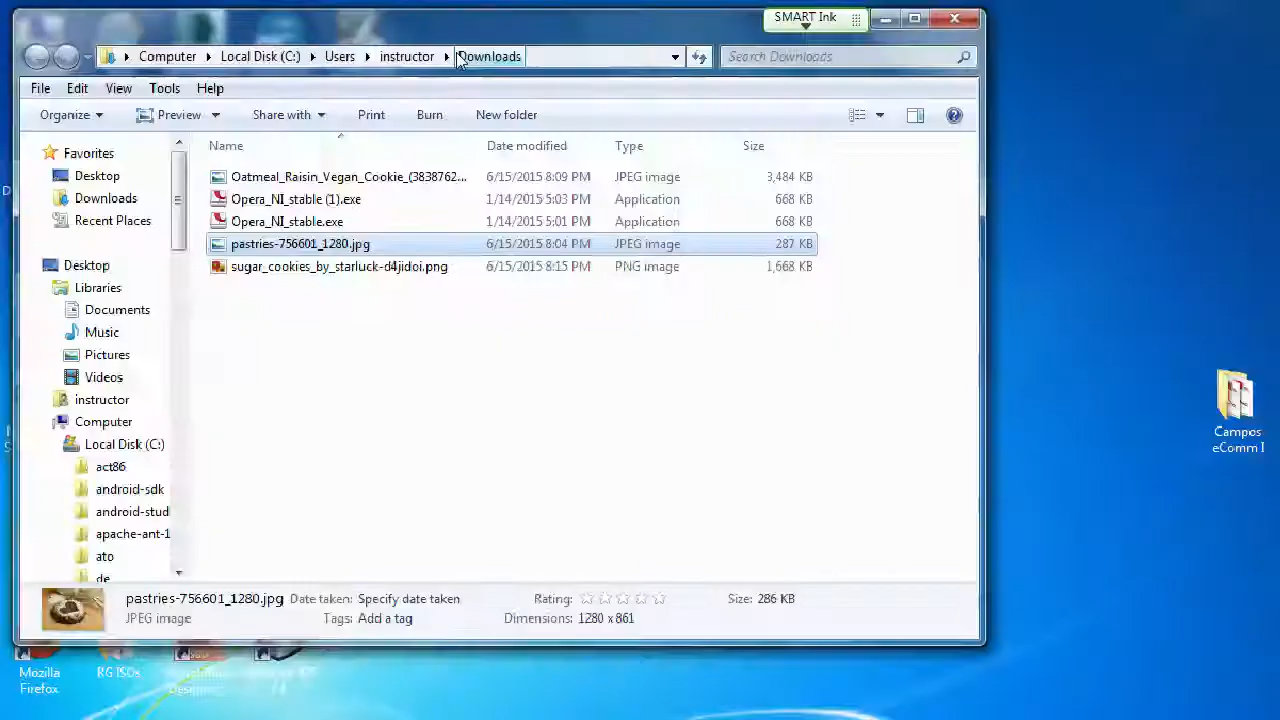 SMART Ink
Computer Local Disk (C:) Users instructor Downloads
Search Downloads
File Edit View Tools Help
Organize Preview Share with Print Burn New folder
Name Date modified Type Size
Oatmeal_Raisin_Vegan_Cookie_(3838762... 6/15/2015 8:09 PM JPEG image 3,484 KB
Opera_NI_stable (1).exe 1/14/2015 5:03 PM Application 668 KB
Opera_NI_stable.exe 1/14/2015 5:01 PM Application 668 KB
pastries-756601_1280.jpg 6/15/2015 8:04 PM JPEG image 287 KB
sugar_cookies_by_starluck-d4jidoi.png 6/15/2015 8:15 PM PNG image 1,668 KB
Favorites
Desktop
Downloads
Recent Places
Desktop
Libraries
Documents
Music
Pictures
Videos
instructor
Computer
Local Disk (C:)
act86
android-sdk
android-stud
apache-ant-1
ato
de
pastries-756601_1280.jpg Date taken: Specify date taken Rating: Size: 286 KB
JPEG image Tags: Add a tag Dimensions: 1280 x 861
Campos
eComm I
Mozilla
Firefox
RG ISOs